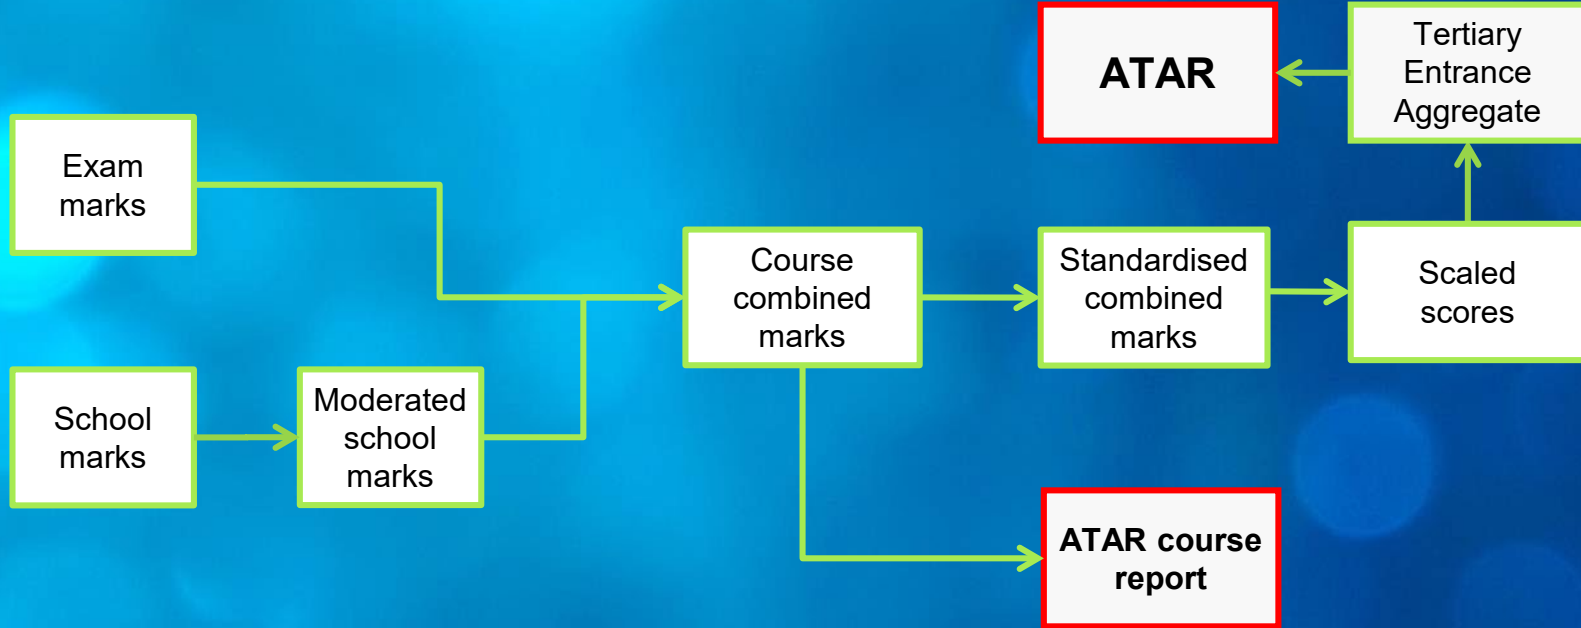 Exam
marks
School
marks
Moderated
school
marks
Course
combined
marks
Standardised
combined
marks
Scaled
scores
Tertiary
Entrance
Aggregate
ATAR
ATAR course
report